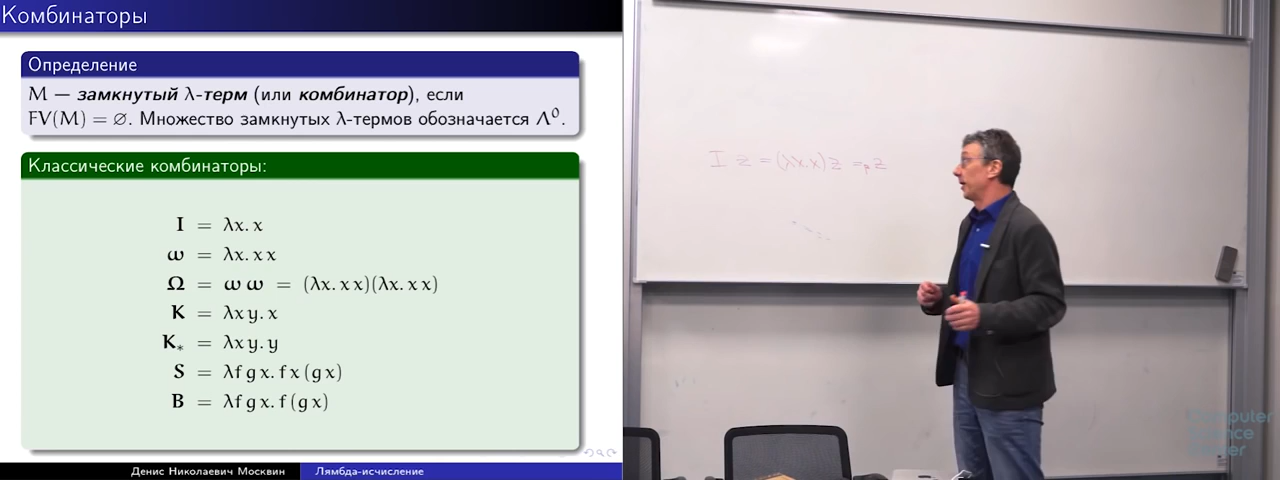 Комбинаторы
Определение
M — замкнутый λ-терм (или комбинатор), если
FV(M) = ∅. Множество замкнутых λ-термов обозначается Λ⁰.
Классические комбинаторы:
I = λx. x
ω = λx. x x
Ω = ω ω = (λx. x x)(λx. x x)
K = λx y. x
K∗ = λx y. y
S = λf g x. f x (g x)
B = λf g x. f (g x)
Денис Николаевич Москвин Лямбда-исчисление
I z = (λx.x) z =β z
Computer
Science
Center